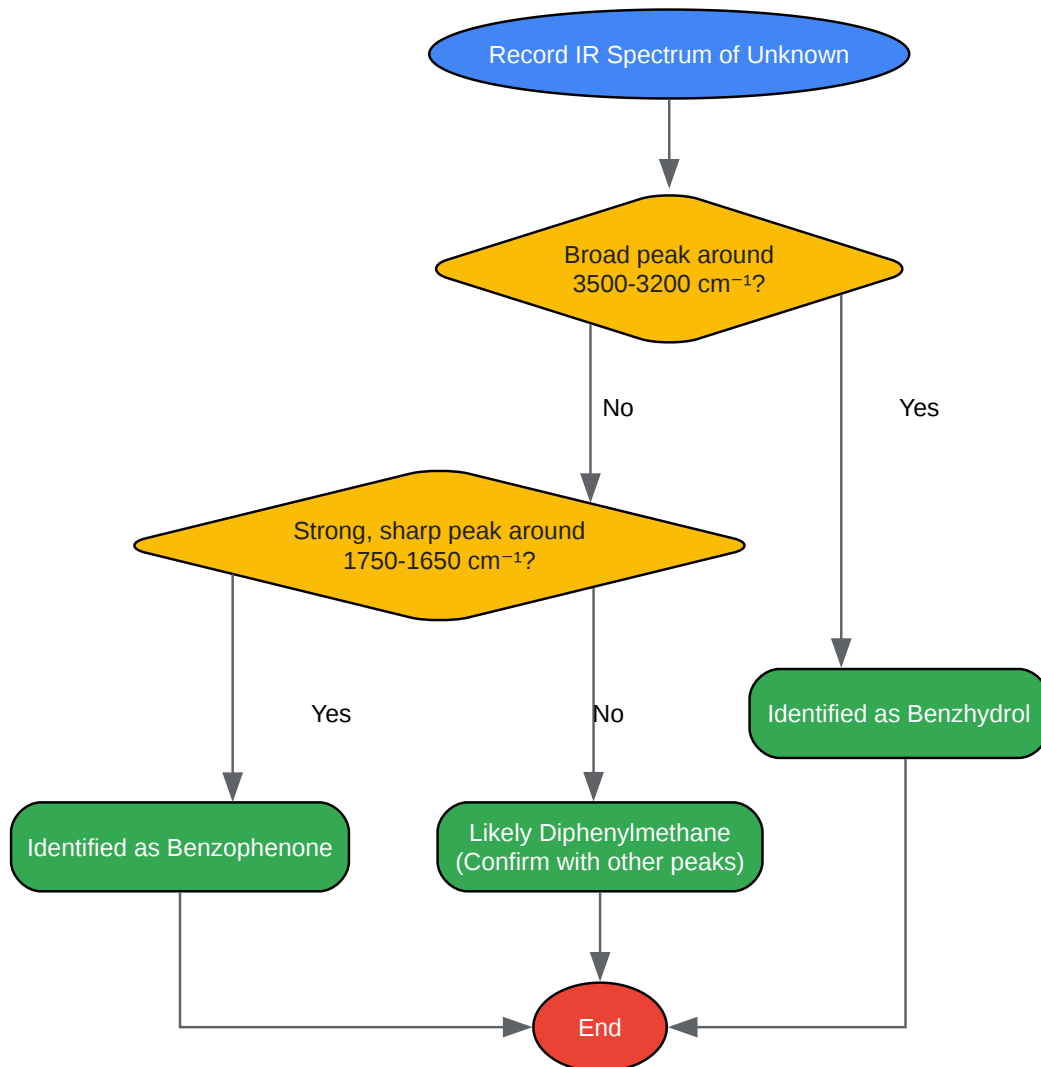 Record IR Spectrum of Unknown
Broad peak around
3500-3200 cm⁻¹?
No
Yes
Strong, sharp peak around
1750-1650 cm⁻¹?
Yes
No
Identified as Benzhydrol
Identified as Benzophenone
Likely Diphenylmethane
(Confirm with other peaks)
End